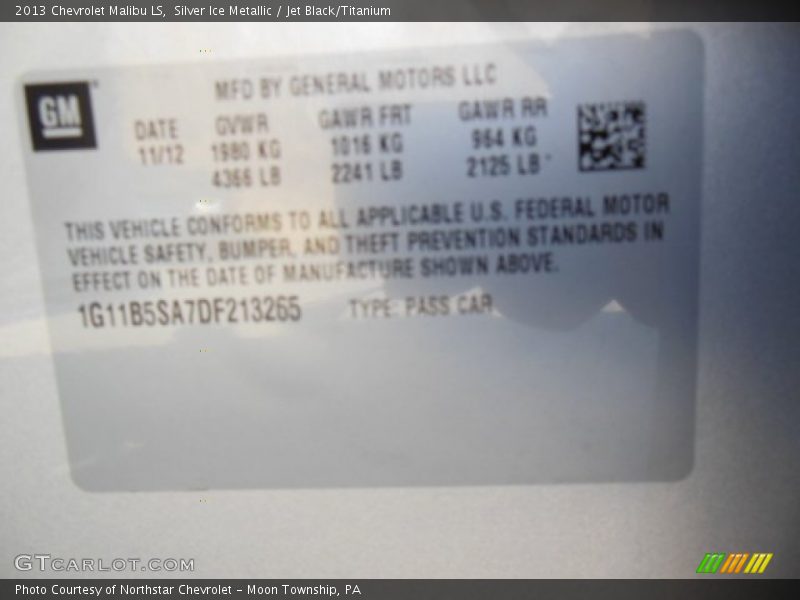 2013 Chevrolet Malibu LS, Silver Ice Metallic / Jet Black/Titanium
GM
MFD BY GENERAL MOTORS LLC
DATE GVWR GAWR FRT GAWR RR
11/12 1980 KG 1016 KG 964 KG
4366 LB 2241 LB 2125 LB
THIS VEHICLE CONFORMS TO ALL APPLICABLE U.S. FEDERAL MOTOR
VEHICLE SAFETY, BUMPER, AND THEFT PREVENTION STANDARDS IN
EFFECT ON THE DATE OF MANUFACTURE SHOWN ABOVE.
1G11B5SA7DF213265 TYPE: PASS CAR
GTCARLOT.COM
Photo Courtesy of Northstar Chevrolet - Moon Township, PA